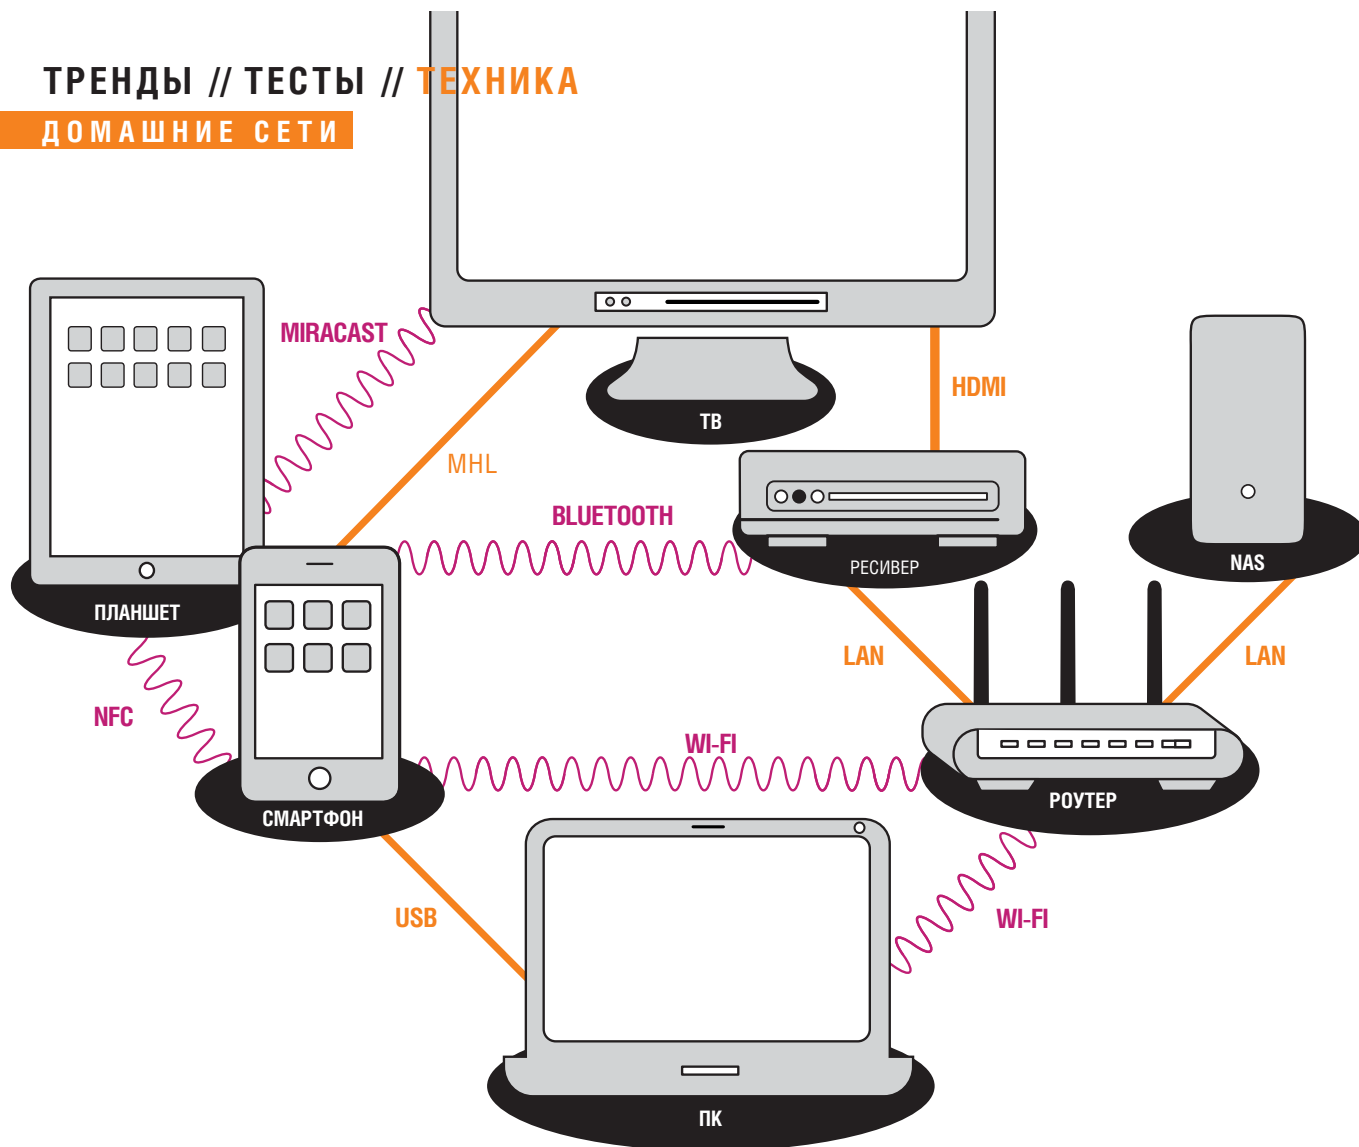 ТРЕНДЫ // ТЕСТЫ // ТЕХНИКА
ДОМАШНИЕ СЕТИ
MIRACAST
HDMI
ТВ
MHL
BLUETOOTH
РЕСИВЕР
NAS
ПЛАНШЕТ
LAN
LAN
NFC
WI-FI
РОУТЕР
СМАРТФОН
USB
WI-FI
ПК